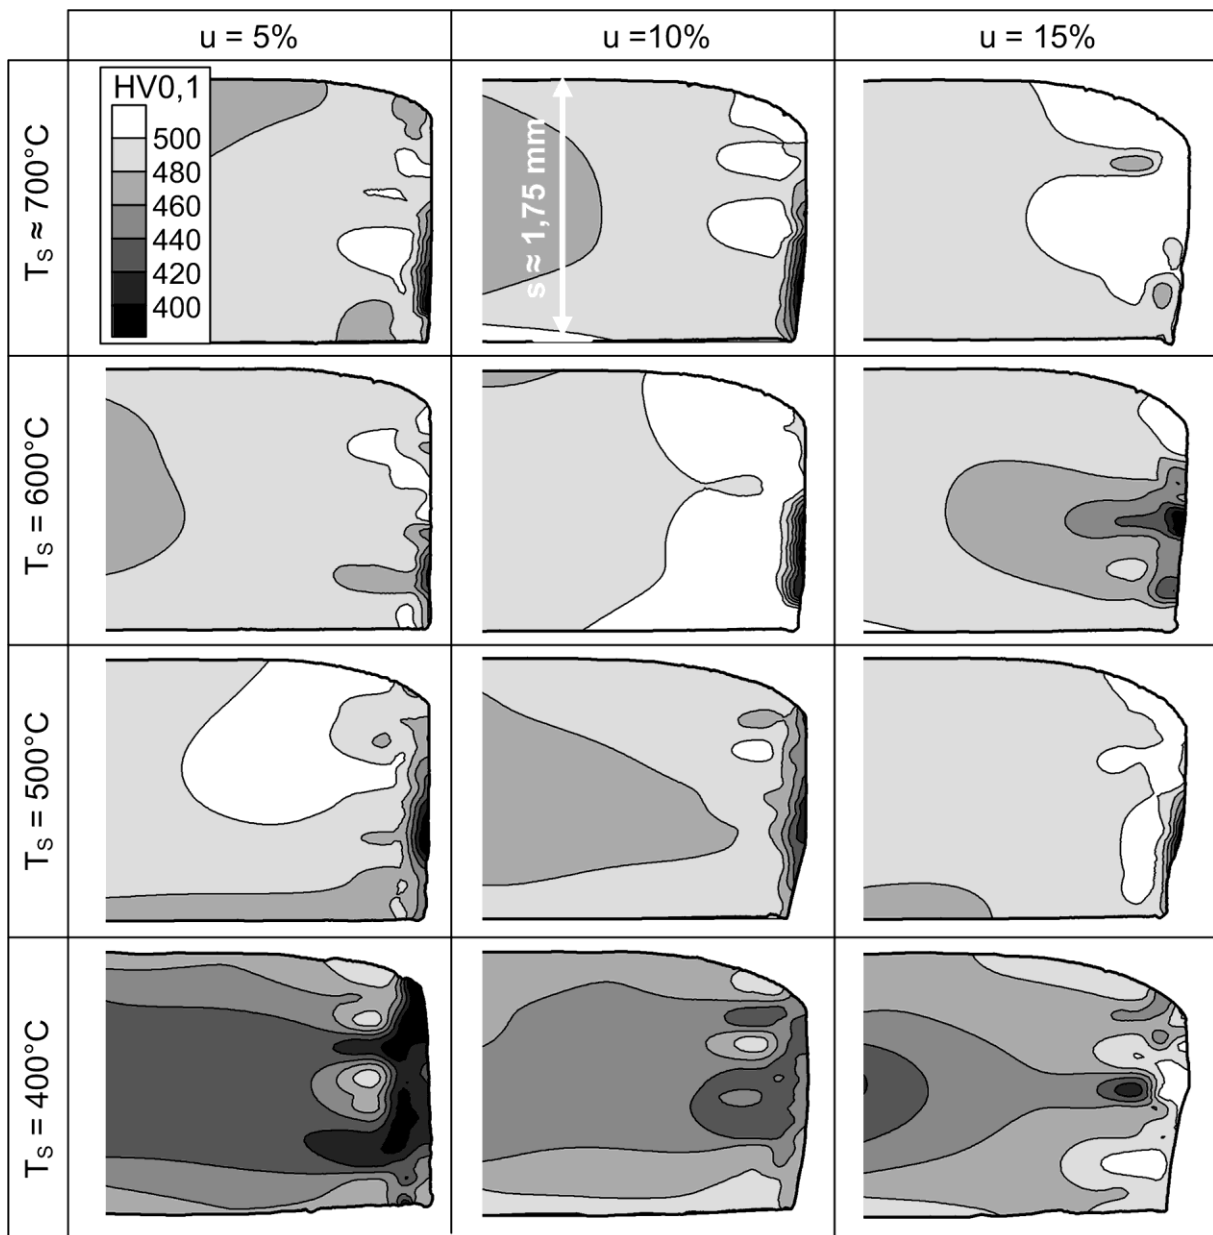 u = 5%
u =10%
u = 15%
T_S ≈ 700°C
HV0,1
500
480
460
440
420
400
s ≈ 1,75 mm
T_S = 600°C
T_S = 500°C
T_S = 400°C